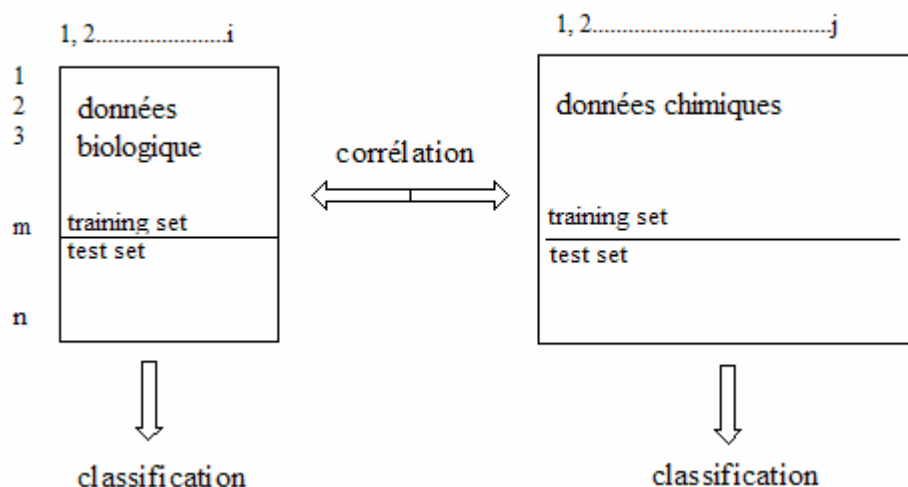 1, 2......................i
1, 2........................................j
1
2
3
m
n
données
biologique
training set
test set
corrélation
données chimiques
training set
test set
classification
classification